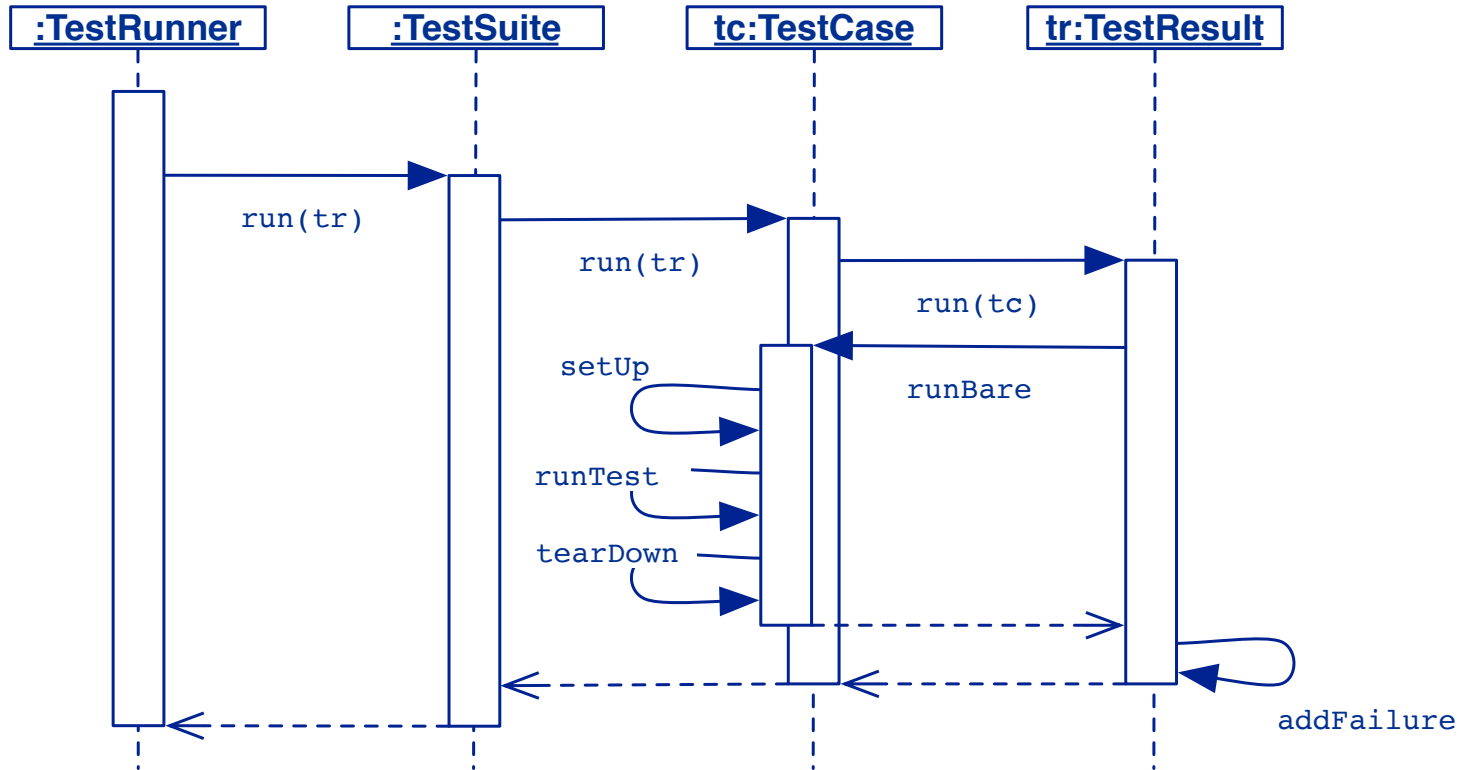 :TestRunner
:TestSuite
tc:TestCase
tr:TestResult
run(tr)
run(tr)
run(tc)
setUp
runBare
runTest
tearDown
addFailure